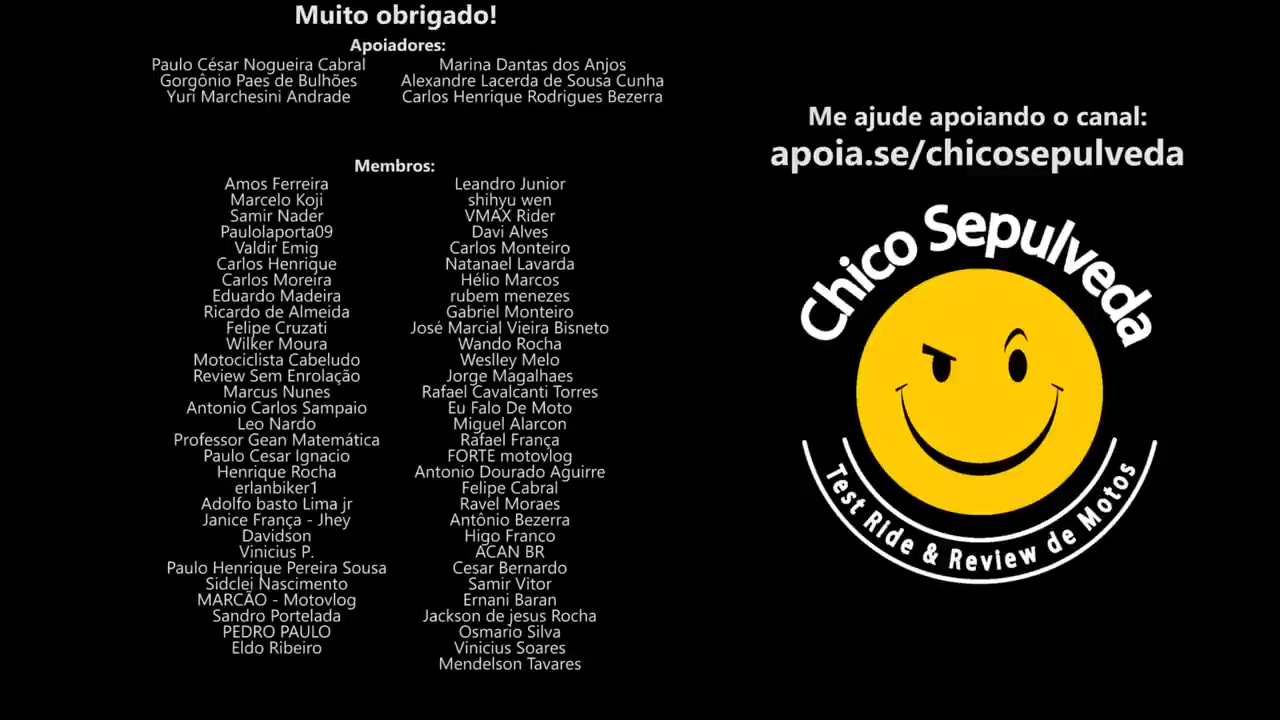 Muito obrigado!
Apoiadores:
Paulo César Nogueira Cabral
Gorgônio Paes de Bulhões
Yuri Marchesini Andrade
Marina Dantas dos Anjos
Alexandre Lacerda de Sousa Cunha
Carlos Henrique Rodrigues Bezerra
Membros:
Amos Ferreira
Marcelo Koji
Samir Nader
Paulolaporta09
Valdir Emig
Carlos Henrique
Carlos Moreira
Eduardo Madeira
Ricardo de Almeida
Felipe Cruzati
Wilker Moura
Motociclista Cabeludo
Review Sem Enrolação
Marcus Nunes
Antonio Carlos Sampaio
Leo Nardo
Professor Gean Matemática
Paulo Cesar Ignacio
Henrique Rocha
erlanbiker1
Adolfo basto Lima jr
Janice França - Jhey
Davidson
Vinicius P.
Paulo Henrique Pereira Sousa
Sidclej Nascimento
MARCÃO - Motovlog
Sandro Portelada
PEDRO PAULO
Eldo Ribeiro
Leandro Junior
shihyu wen
VMAX Rider
Davi Alves
Carlos Monteiro
Natanael Lavarda
Hélio Marcos
rubem menezes
Gabriel Monteiro
José Marcial Vieira Bisneto
Wando Rocha
Weslley Melo
Jorge Magalhaes
Rafael Cavalcanti Torres
Eu Falo De Moto
Miguel Alarcon
Rafael França
FORTE motovlog
Antonio Dourado Aguirre
Felipe Cabral
Ravel Moraes
Antônio Bezerra
Higo Franco
ACAN BR
Cesar Bernardo
Samir Vitor
Ernani Baran
Jackson de jesus Rocha
Osmario Silva
Vinicius Soares
Mendelson Tavares
Me ajude apoiando o canal:
apoia.se/chicosepulveda
Chico Sepulveda
Test Ride & Review de Motos